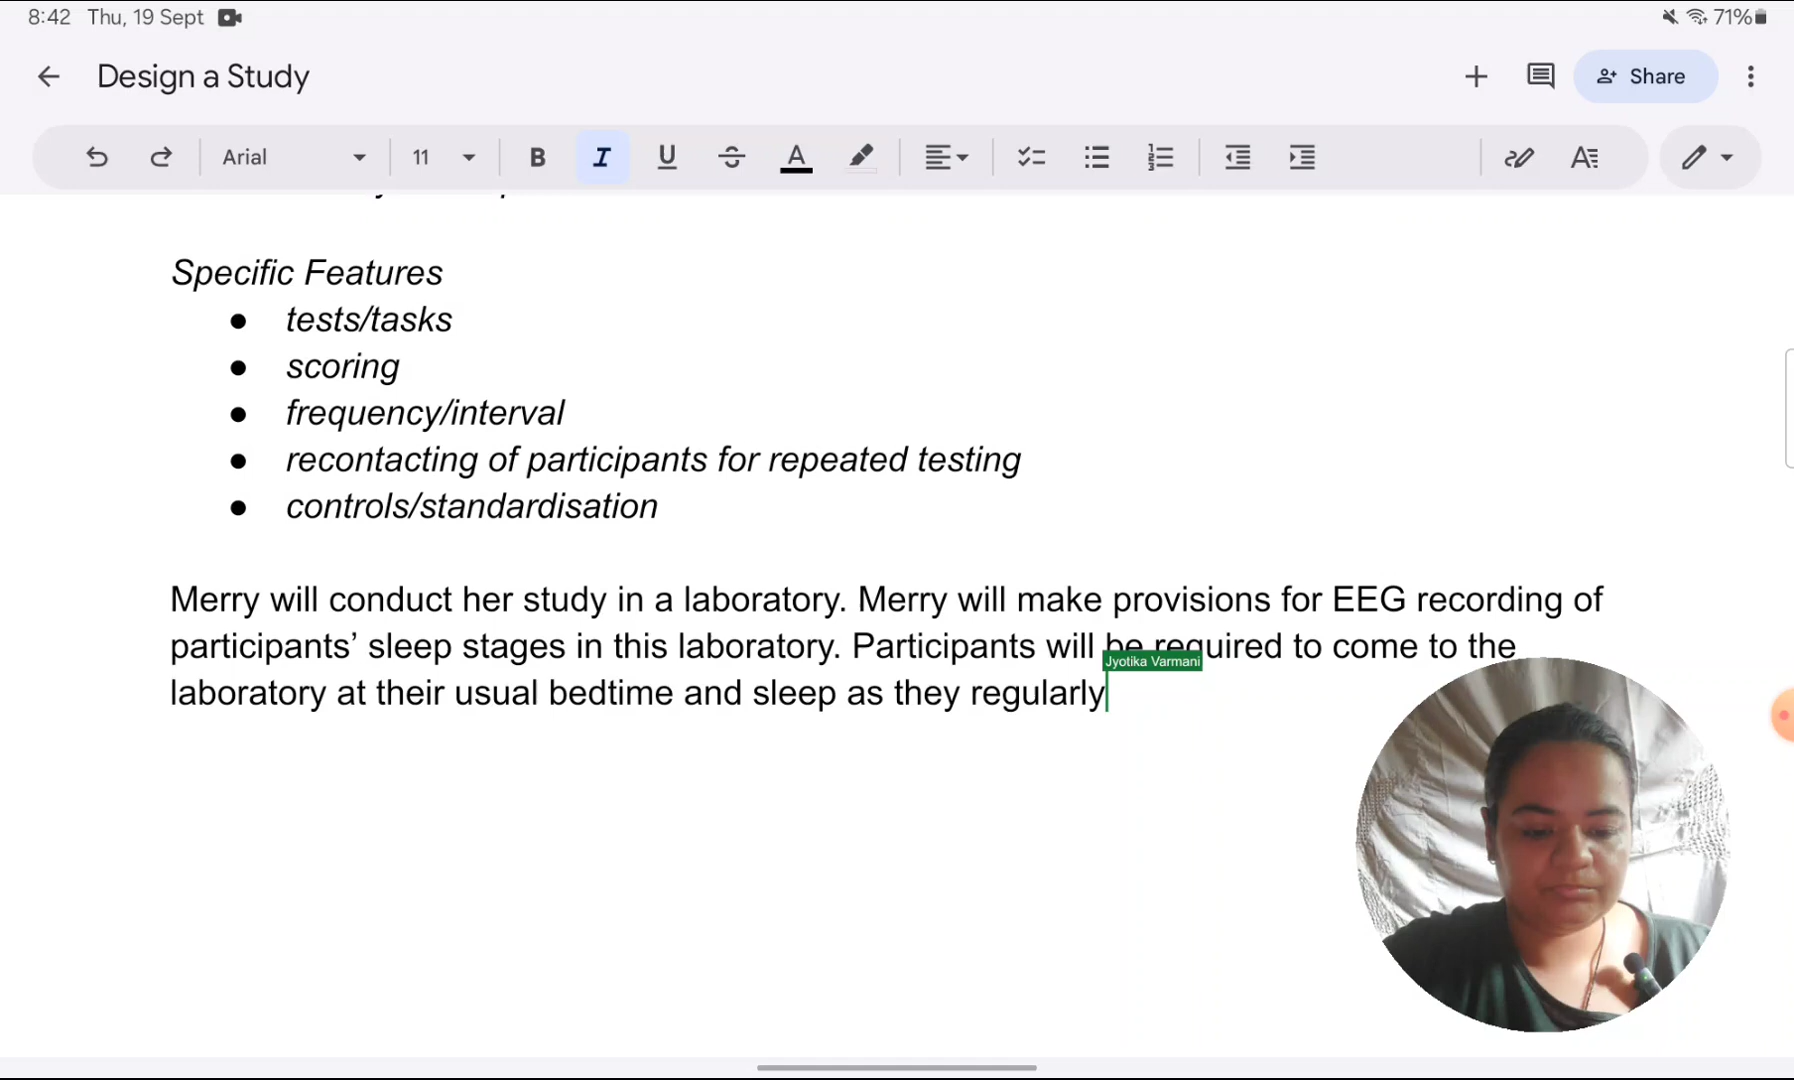 8:42 Thu, 19 Sept 71%
Design a Study
Share
Arial 11 B I U A
Specific Features
● tests/tasks
● scoring
● frequency/interval
● recontacting of participants for repeated testing
● controls/standardisation
Merry will conduct her study in a laboratory. Merry will make provisions for EEG recording of
participants’ sleep stages in this laboratory. Participants will be required to come to the
Jyotika Varmani
laboratory at their usual bedtime and sleep as they regularly